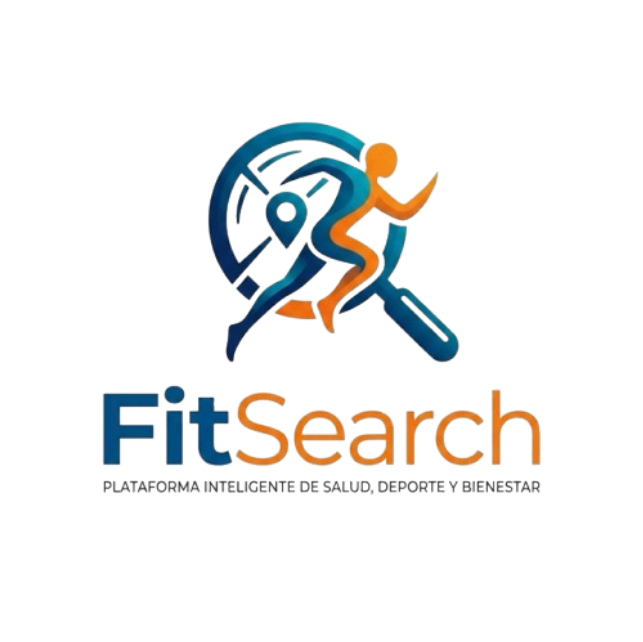 FitSearch
PLATAFORMA INTELIGENTE DE SALUD, DEPORTE Y BIENESTAR